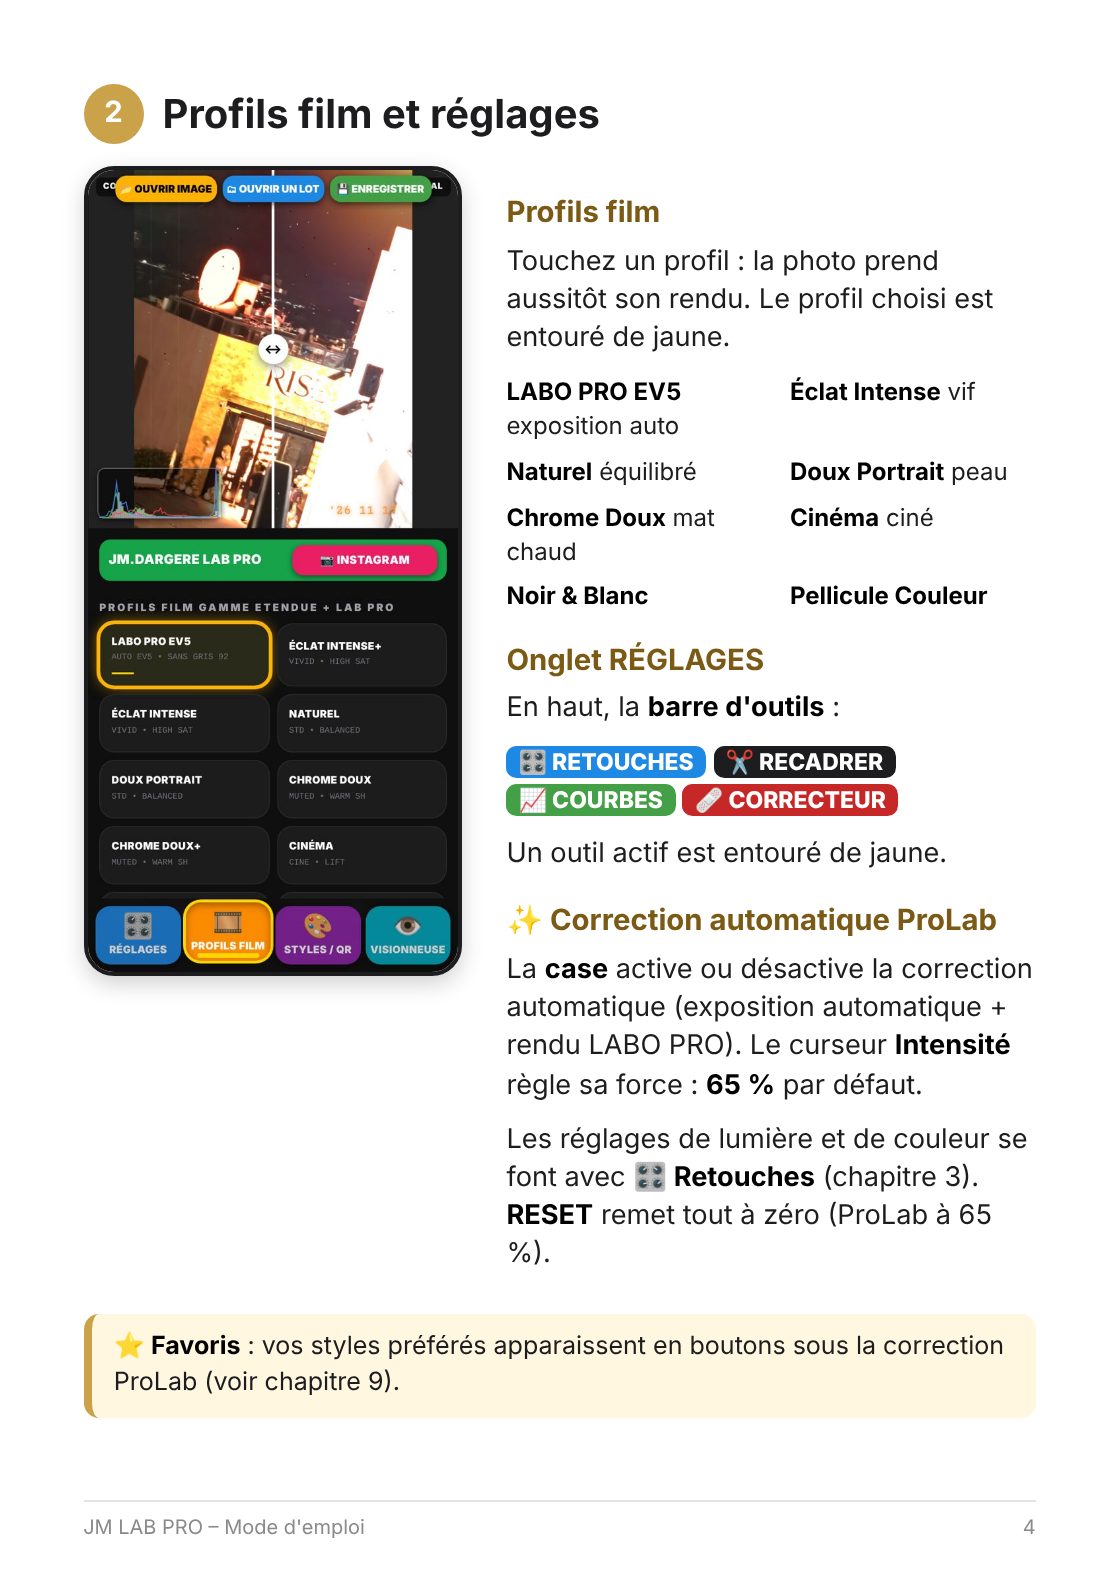 2
Profils film et réglages
CO
OUVRIR IMAGE
OUVRIR UN LOT
ENREGISTRER
AL
RIS
'26 11
JM.DARGERE LAB PRO
INSTAGRAM
PROFILS FILM GAMME ETENDUE + LAB PRO
LABO PRO EV5
AUTO EV5 • SANS GRIS 92
ÉCLAT INTENSE+
VIVID • HIGH SAT
ÉCLAT INTENSE
VIVID • HIGH SAT
NATUREL
STD • BALANCED
DOUX PORTRAIT
STD • BALANCED
CHROME DOUX
MUTED • WARM SH
CHROME DOUX+
MUTED • WARM SH
CINÉMA
CINE • LIFT
RÉGLAGES
PROFILS FILM
STYLES / QR
VISIONNEUSE
Profils film
Touchez un profil : la photo prend
aussitôt son rendu. Le profil choisi est
entouré de jaune.
LABO PRO EV5
exposition auto
Éclat Intense vif
Naturel équilibré
Doux Portrait peau
Chrome Doux mat
chaud
Cinéma ciné
Noir & Blanc
Pellicule Couleur
Onglet RÉGLAGES
En haut, la barre d'outils :
RETOUCHES
RECADRER
COURBES
CORRECTEUR
Un outil actif est entouré de jaune.
✨ Correction automatique ProLab
La case active ou désactive la correction
automatique (exposition automatique +
rendu LABO PRO). Le curseur Intensité
règle sa force : 65 % par défaut.
Les réglages de lumière et de couleur se
font avec 🎛️ Retouches (chapitre 3).
RESET remet tout à zéro (ProLab à 65
%).
⭐ Favoris : vos styles préférés apparaissent en boutons sous la correction
ProLab (voir chapitre 9).
JM LAB PRO – Mode d'emploi
4